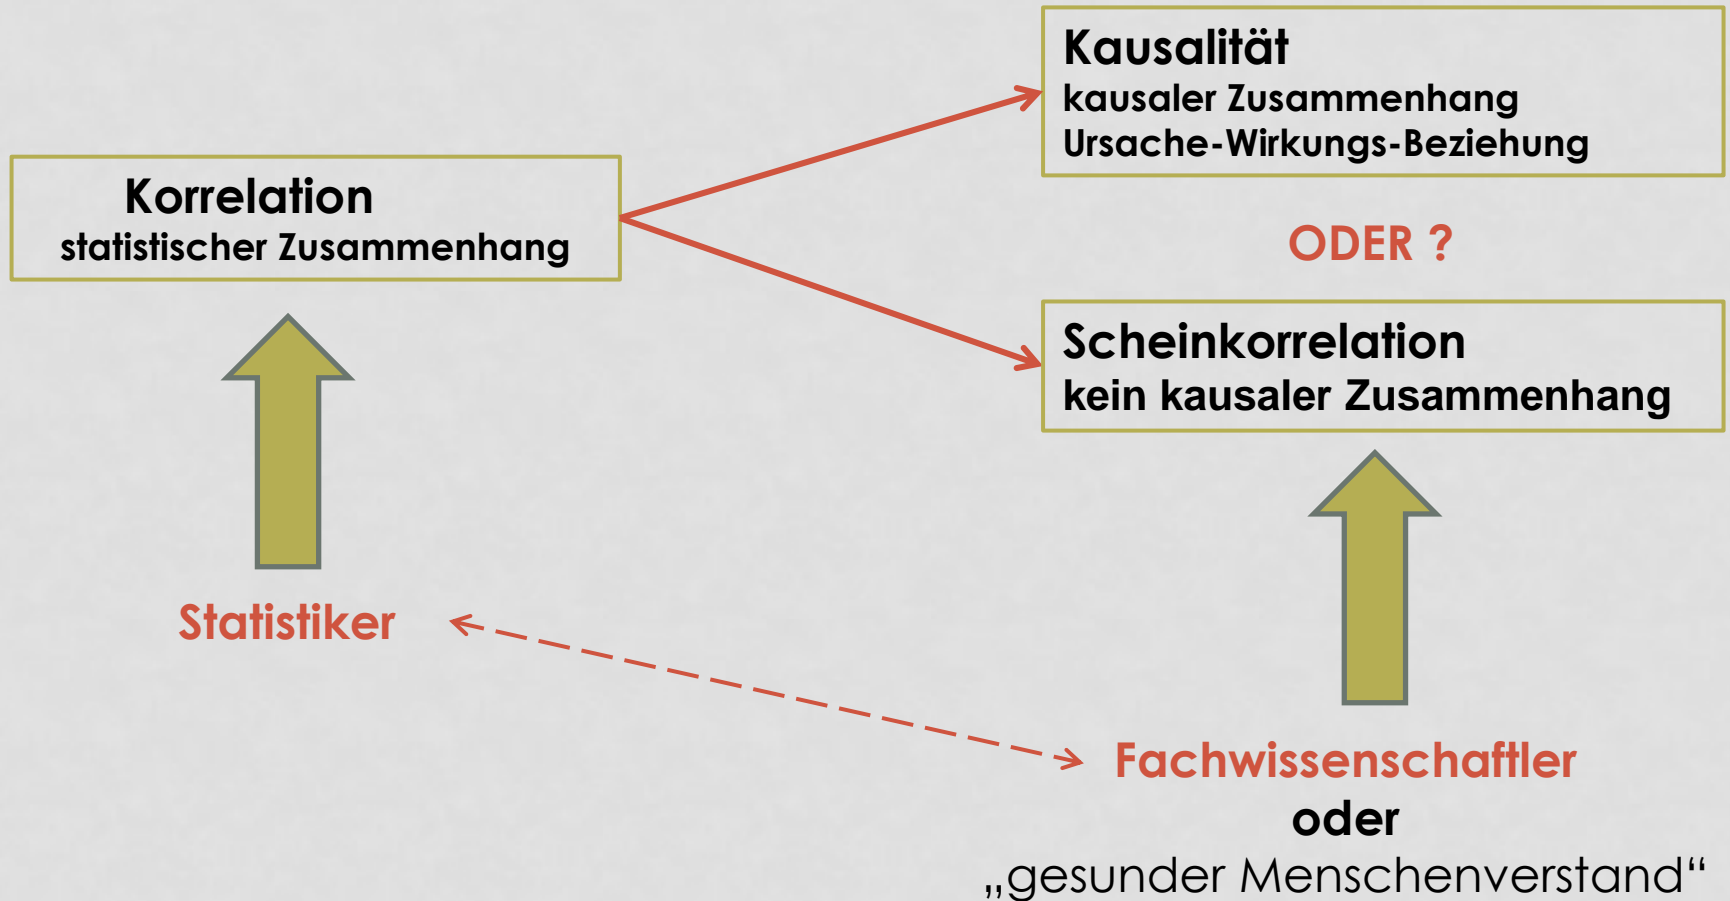 Korrelation
statistischer Zusammenhang
Kausalität
kausaler Zusammenhang
Ursache-Wirkungs-Beziehung
ODER ?
Scheinkorrelation
kein kausaler Zusammenhang
Statistiker
Fachwissenschaftler
oder
„gesunder Menschenverstand“